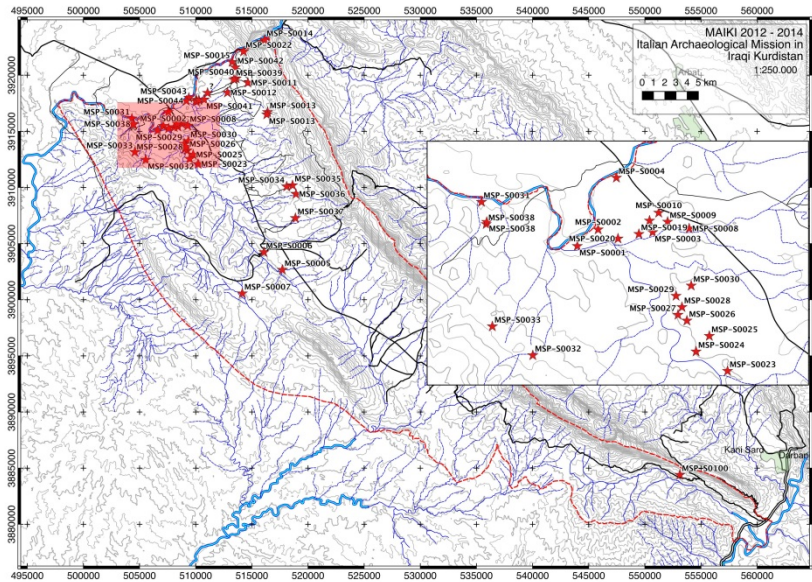 495000 500000 505000 510000 515000 520000 525000 530000 535000 540000 545000 550000 555000 560000
MAIKI 2012 - 2014
Italian Archaeological Mission in
Iraqi Kurdistan
1:250.000
Arbat
0 1 2 3 4 5 km
3920000
3915000
3910000
3905000
3900000
3895000
3890000
3885000
3880000
MSP-S0014
MSP-S0022
MSP-S0015
MSP-S0042
MSP-S0040
MSP-S0039
MSP-S0011
MSP-S0043
MSP-S0012
MSP-S0044
MSP-S0041
MSP-S0013
MSP-S0013
MSP-S0031
MSP-S0002
MSP-S0008
MSP-S0038
MSP-S0029
MSP-S0030
MSP-S0033
MSP-S0028
MSP-S0026
MSP-S0025
MSP-S0032
MSP-S0023
MSP-S0034
MSP-S0035
MSP-S0036
MSP-S0037
MSP-S0006
MSP-S0005
MSP-S0007
MSP-S0004
MSP-S0031
MSP-S0010
MSP-S0038
MSP-S0009
MSP-S0038
MSP-S0002
MSP-S0019
MSP-S0008
MSP-S0020
MSP-S0003
MSP-S0001
MSP-S0030
MSP-S0029
MSP-S0028
MSP-S0027
MSP-S0026
MSP-S0033
MSP-S0025
MSP-S0032
MSP-S0024
MSP-S0023
Kani Sard
MSP-S0100